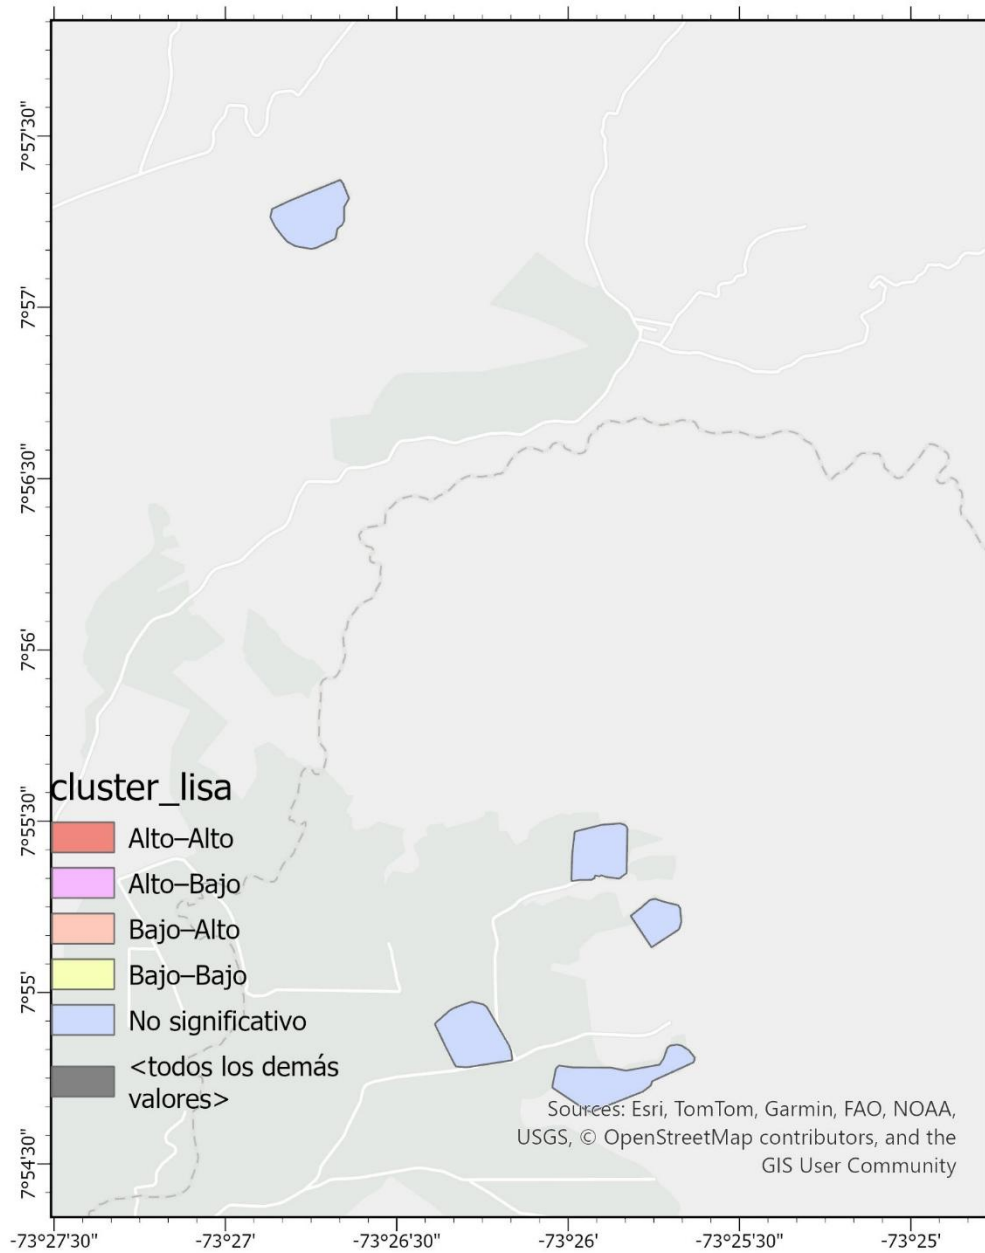 7°57'30"
7°57'
7°56'30"
7°56'
7°55'30"
7°55'
7°54'30"
cluster_lisa
Alto–Alto
Alto–Bajo
Bajo–Alto
Bajo–Bajo
No significativo
<todos los demás
valores>
Sources: Esri, TomTom, Garmin, FAO, NOAA,
USGS, © OpenStreetMap contributors, and the
GIS User Community
-73°27'30" -73°27' -73°26'30" -73°26' -73°25'30" -73°25'